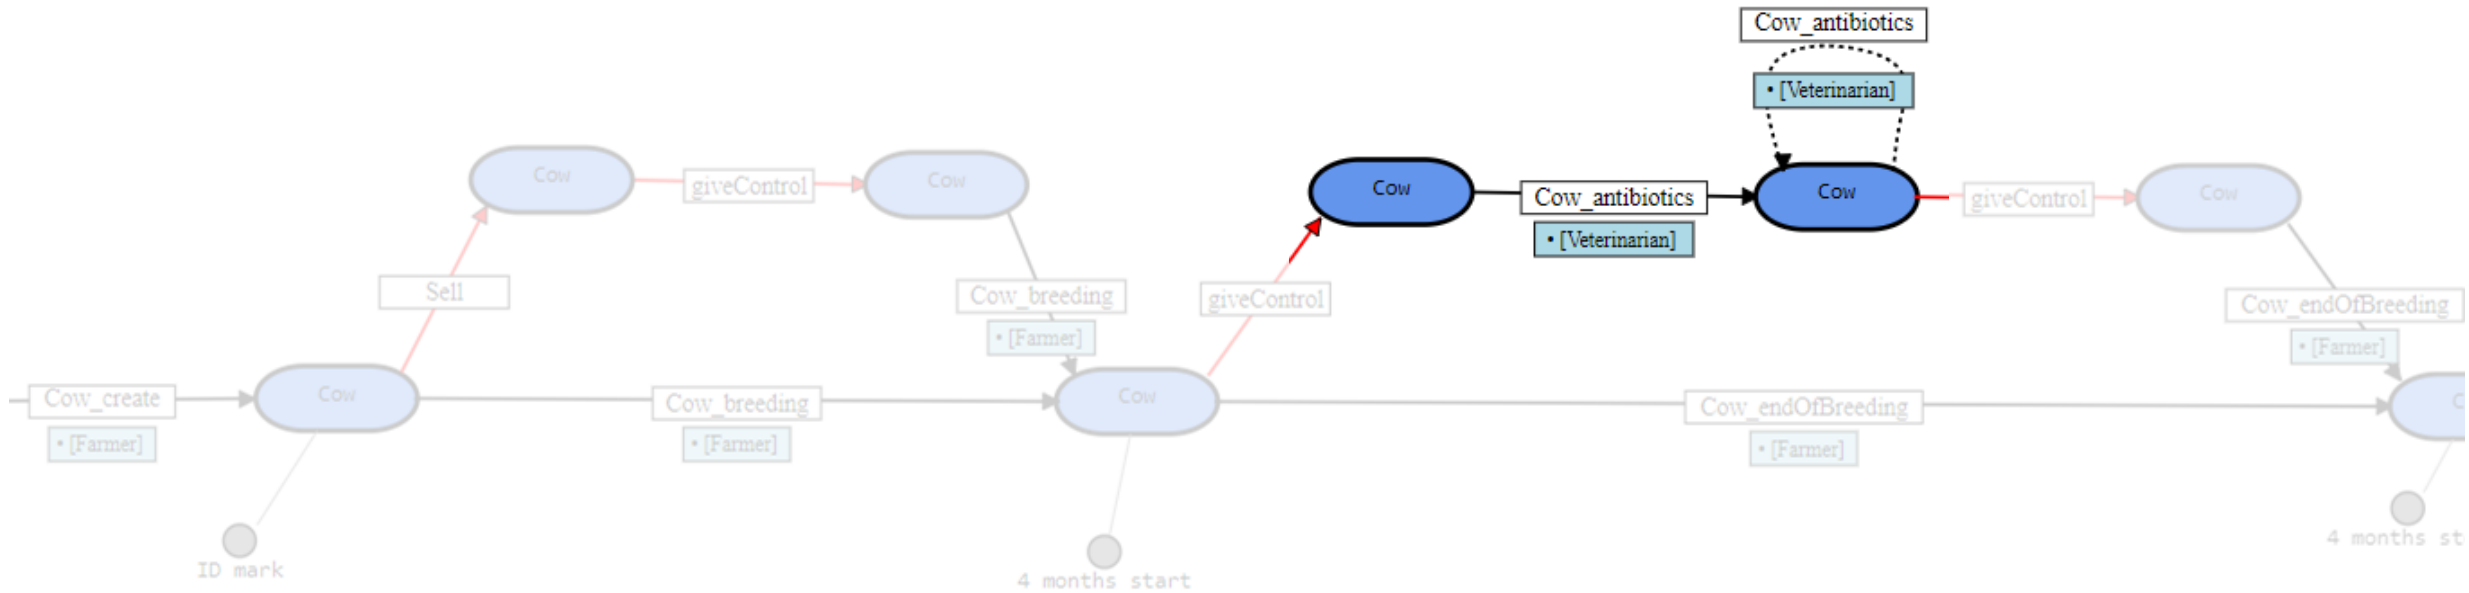 Cow_antibiotics
• [Veterinarian]
Cow
giveControl
Cow
Cow
Cow_antibiotics
• [Veterinarian]
Cow
giveControl
Cow
Sell
Cow_breeding
• [Farmer]
giveControl
Cow_endOfBreeding
• [Farmer]
Cow_create
• [Farmer]
Cow
Cow_breeding
• [Farmer]
Cow
Cow_endOfBreeding
• [Farmer]
ID mark
4 months start
4 months